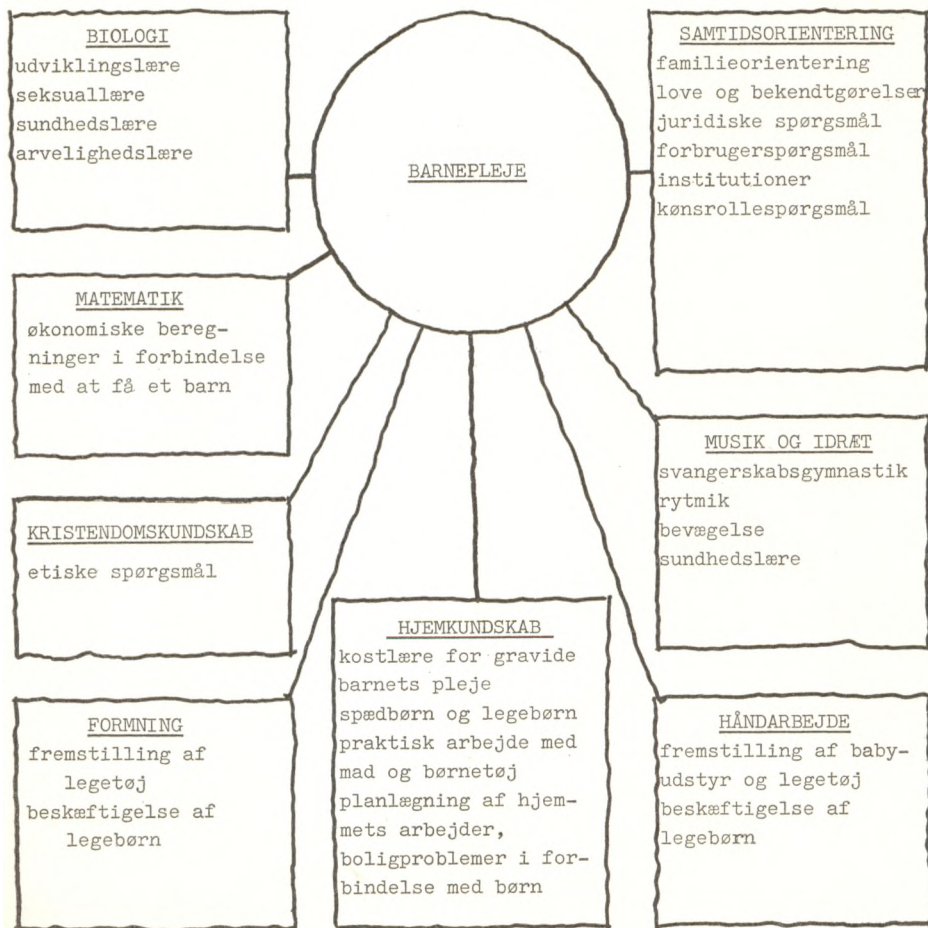 BIOLOGI
udviklingslære
seksuallære
sundhedslære
arvelighedslære
BARNEPLEJE
SAMTIDSORIENTERING
familieorientering
love og bekendtgørelser
juridiske spørgsmål
forbrugerspørgsmål
institutioner
kønsrollespørgsmål
MATEMATIK
økonomiske bereg-
ninger i forbindelse
med at få et barn
MUSIK OG IDRÆT
svangerskabsgymnastik
rytmik
bevægelse
sundhedslære
KRISTENDOMSKUNDSKAB
etiske spørgsmål
HJEMKUNDSKAB
kostlære for gravide
barnets pleje
spædbørn og legebørn
praktisk arbejde med
mad og børnetøj
planlægning af hjem-
mets arbejder,
boligproblemer i for-
bindelse med børn
FORMNING
fremstilling af
legetøj
beskæftigelse af
legebørn
HÅNDARBEJDE
fremstilling af baby-
udstyr og legetøj
beskæftigelse af
legebørn